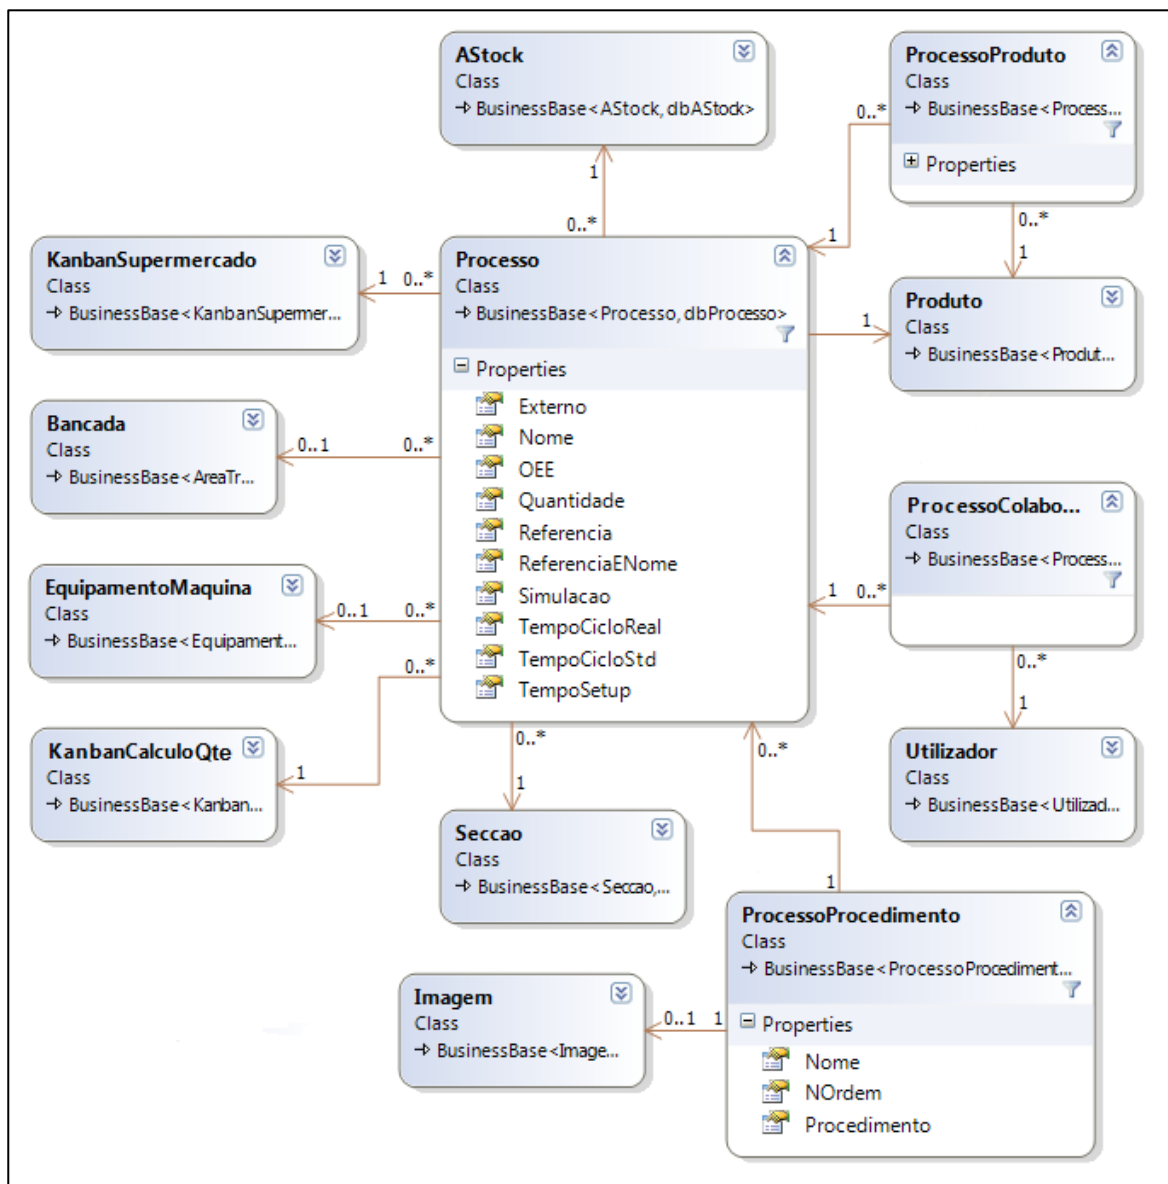 AStock
Class
BusinessBase<AStock, dbAStock>
1
0..*
ProcessoProduto
Class
BusinessBase<Process...
Properties
0..*
1
0..*
1
KanbanSupermercado
Class
BusinessBase<KanbanSupermer...
1 0..*
Processo
Class
BusinessBase<Processo, dbProcesso>
Properties
Externo
Nome
OEE
Quantidade
Referencia
ReferenciaENome
Simulacao
TempoCicloReal
TempoCicloStd
TempoSetup
1
Produto
Class
BusinessBase<Produt...
Bancada
Class
BusinessBase<AreaTr...
0..1 0..*
ProcessoColabo...
Class
BusinessBase<Process...
1 0..*
0..*
1
EquipamentoMaquina
Class
BusinessBase<Equipament...
0..1 0..*
0..*
1
KanbanCalculoQte
Class
BusinessBase<Kanban...
Utilizador
Class
BusinessBase<Utilizad...
0..*
1
Seccao
Class
BusinessBase<Seccao,...
0..*
1
ProcessoProcedimento
Class
BusinessBase<ProcessoProcediment...
Properties
Nome
NOrdem
Procedimento
Imagem
Class
BusinessBase<Image...
0..1 1